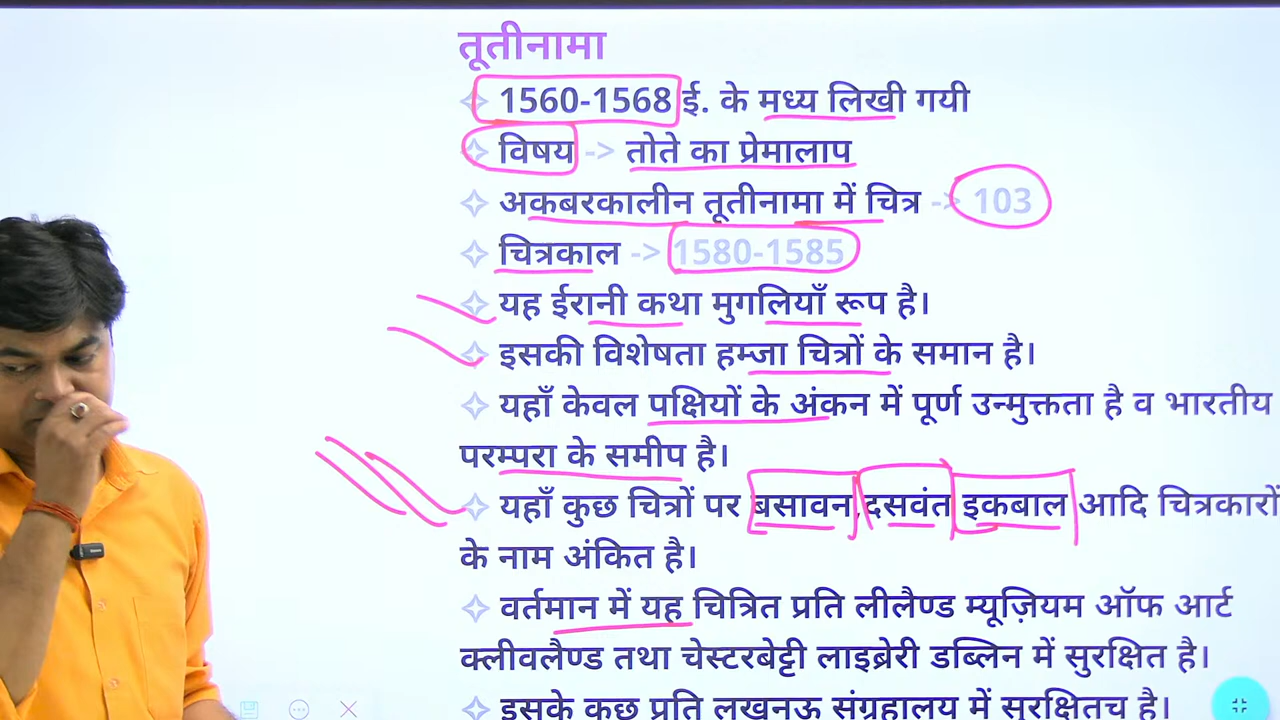 तूतीनामा
1560-1568 ई. के मध्य लिखी गयी
विषय -> तोते का प्रेमालाप
अकबरकालीन तूतीनामा में चित्र -> 103
चित्रकाल -> 1580-1585
यह ईरानी कथा मुगलियाँ रूप है।
इसकी विशेषता हम्जा चित्रों के समान है।
यहाँ केवल पक्षियों के अंकन में पूर्ण उन्मुक्तता है व भारतीय
परम्परा के समीप है।
यहाँ कुछ चित्रों पर बसावन, दसवंत इकबाल आदि चित्रकारों
के नाम अंकित है।
वर्तमान में यह चित्रित प्रति लीलैण्ड म्यूज़ियम ऑफ आर्ट
क्लीवलैण्ड तथा चेस्टरबेट्टी लाइब्रेरी डब्लिन में सुरक्षित है।
इसके कुछ प्रति लखनऊ संग्रहालय में सुरक्षितच है।